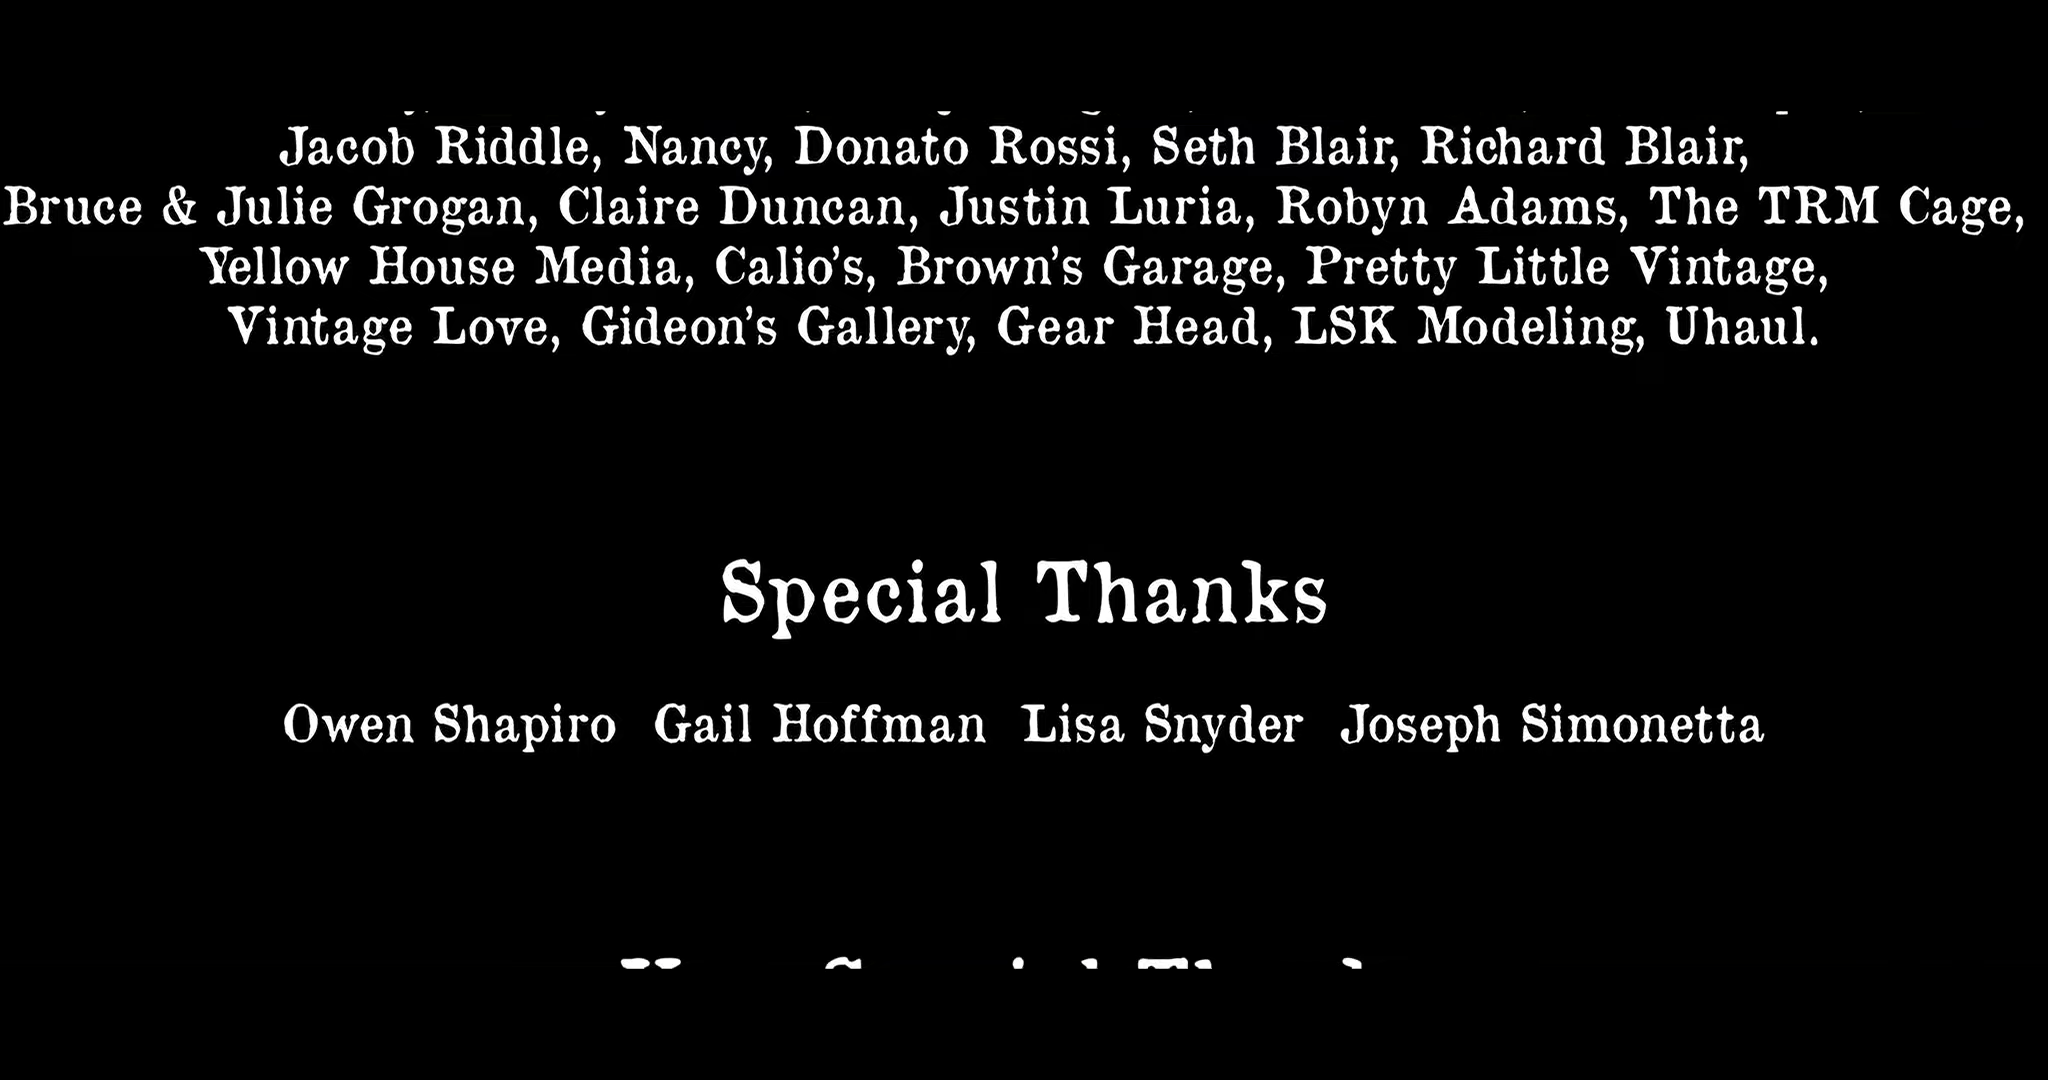 Jacob Riddle, Nancy, Donato Rossi, Seth Blair, Richard Blair,
Bruce & Julie Grogan, Claire Duncan, Justin Luria, Robyn Adams, The TRM Cage,
Yellow House Media, Calio's, Brown's Garage, Pretty Little Vintage,
Vintage Love, Gideon's Gallery, Gear Head, LSK Modeling, Uhaul.
Special Thanks
Owen Shapiro Gail Hoffman Lisa Snyder Joseph Simonetta